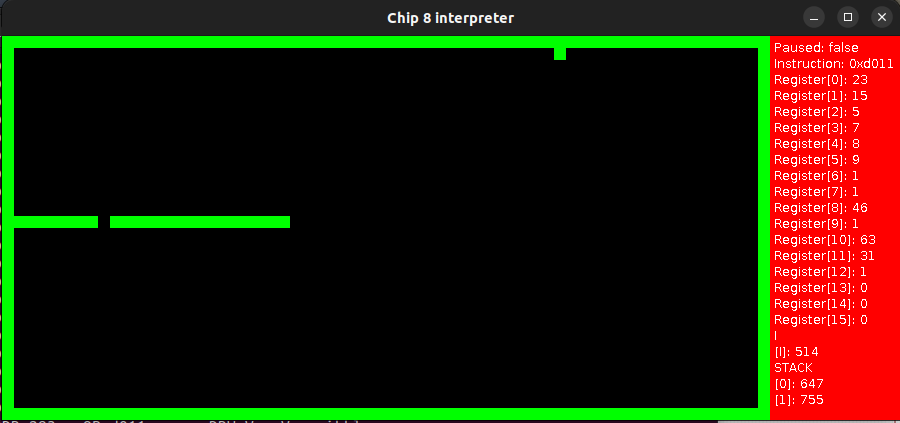 Chip 8 interpreter
Paused: false
Instruction: 0xd011
Register[0]: 23
Register[1]: 15
Register[2]: 5
Register[3]: 7
Register[4]: 8
Register[5]: 9
Register[6]: 1
Register[7]: 1
Register[8]: 46
Register[9]: 1
Register[10]: 63
Register[11]: 31
Register[12]: 1
Register[13]: 0
Register[14]: 0
Register[15]: 0
I
[I]: 514
STACK
[0]: 647
[1]: 755